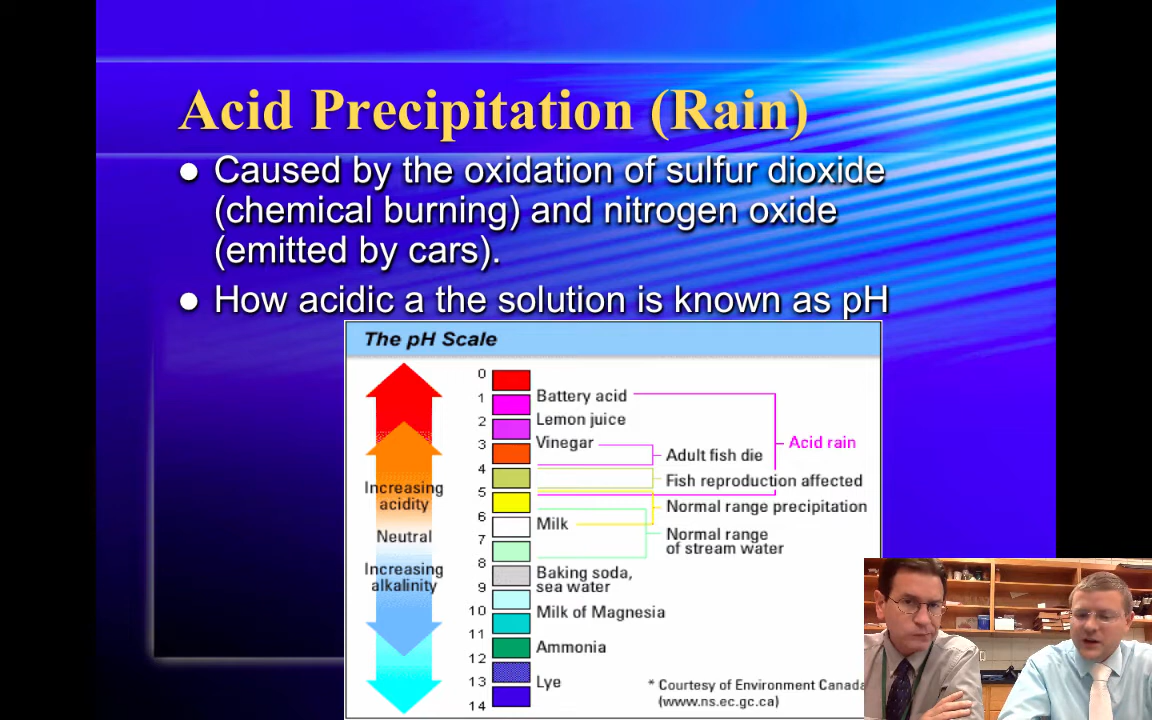 Acid Precipitation (Rain)
Caused by the oxidation of sulfur dioxide
(chemical burning) and nitrogen oxide
(emitted by cars).
How acidic a the solution is known as pH
The pH Scale
0
1
2
3
4
5
6
7
8
9
10
11
12
13
14
Increasing
acidity
Neutral
Increasing
alkalinity
Battery acid
Lemon juice
Vinegar
Milk
Baking soda,
sea water
Milk of Magnesia
Ammonia
Lye
Adult fish die
Fish reproduction affected
Normal range precipitation
Normal range
of stream water
Acid rain
* Courtesy of Environment Canada
(www.ns.ec.gc.ca)